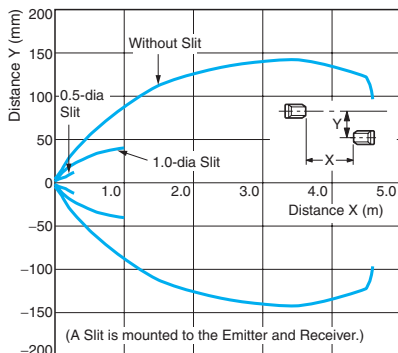 Distance Y (mm)
200
150
100
50
0
−50
−100
−150
−200
Without Slit
0.5-dia
Slit
1.0-dia Slit
Y
X
1.0
2.0
3.0
4.0
5.0
Distance X (m)
(A Slit is mounted to the Emitter and Receiver.)